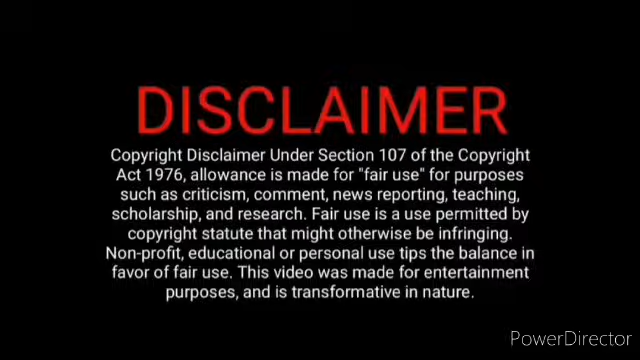 DISCLAIMER
Copyright Disclaimer Under Section 107 of the Copyright
Act 1976, allowance is made for "fair use" for purposes
such as criticism, comment, news reporting, teaching,
scholarship, and research. Fair use is a use permitted by
copyright statute that might otherwise be infringing.
Non-profit, educational or personal use tips the balance in
favor of fair use. This video was made for entertainment
purposes, and is transformative in nature.
PowerDirector